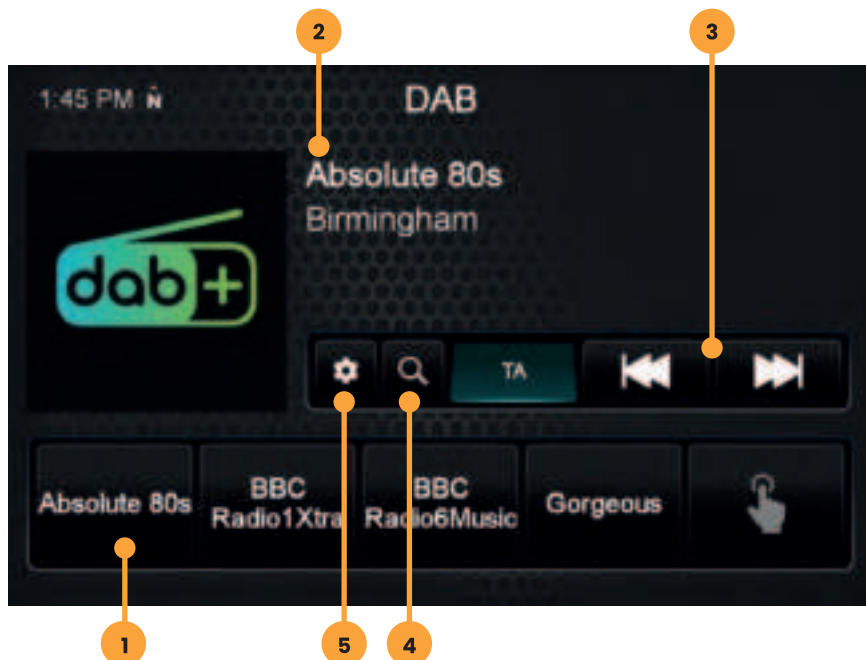 2
3
1:45 PM N
DAB
Absolute 80s
Birmingham
dab+
TA
Absolute 80s
BBC
Radio1Xtra
BBC
Radio6Music
Gorgeous
1
5
4